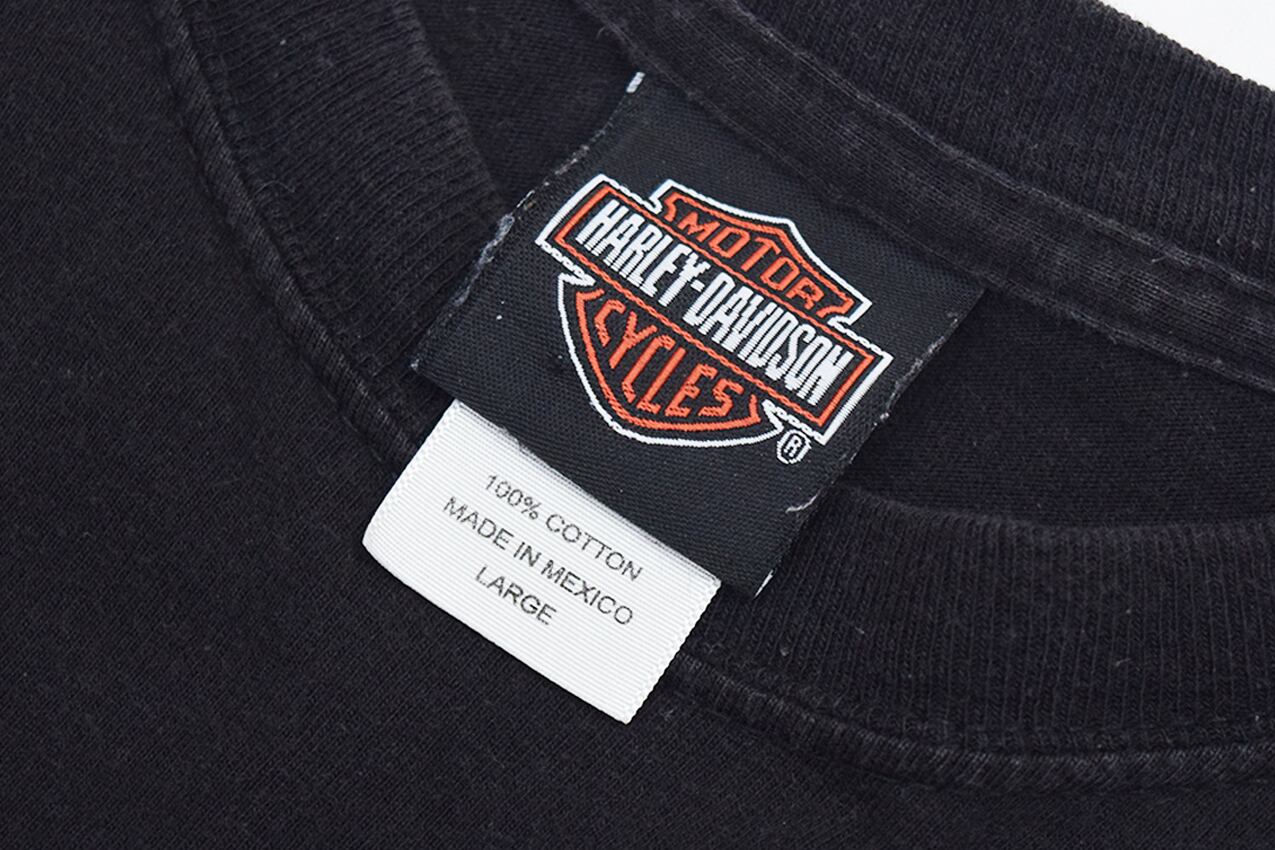 MOTOR
HARLEY-DAVIDSON
CYCLES
®
100% COTTON
MADE IN MEXICO
LARGE